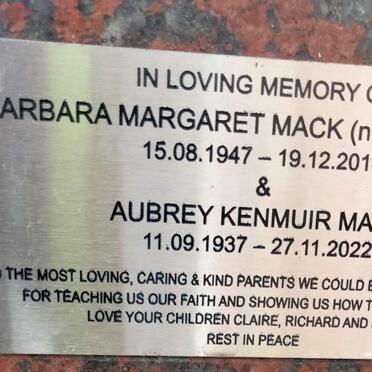 IN LOVING MEMORY O
ARBARA MARGARET MACK (n
15.08.1947 – 19.12.201
&
AUBREY KENMUIR MA
11.09.1937 – 27.11.2022
THE MOST LOVING, CARING & KIND PARENTS WE COULD
FOR TEACHING US OUR FAITH AND SHOWING US HOW T
LOVE YOUR CHILDREN CLAIRE, RICHARD AND
REST IN PEACE